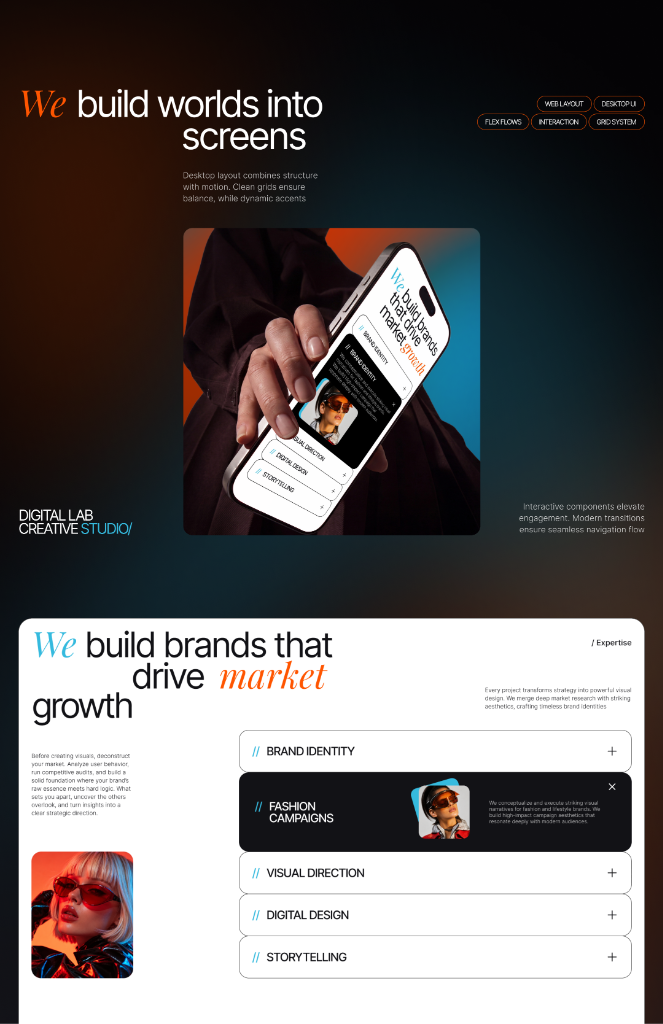 We build worlds into
screens
WEB LAYOUT
DESKTOP UI
FLEX FLOWS
INTERACTION
GRID SYSTEM
Desktop layout combines structure
with motion. Clean grids ensure
balance, while dynamic accents
We build brands
that drive
market growth
// BRAND IDENTITY
+
// BRAND IDENTITY
VISUAL DIRECTION
+
// DIGITAL DESIGN
+
// STORYTELLING
+
DIGITAL LAB
CREATIVE STUDIO/
Interactive components elevate
engagement. Modern transitions
ensure seamless navigation flow
We build brands that
drive market
growth
/ Expertise
Every project transforms strategy into powerful visual
design. We merge deep market research with striking
aesthetics, crafting timeless brand identities
Before creating visuals, deconstruct
your market. Analyze user behavior,
run competitive audits, and build a
solid foundation where your brand's
raw essence meets hard logic. What
sets you apart, uncover the others
overlook, and turn insights into a
clear strategic direction.
// BRAND IDENTITY +
// FASHION
CAMPAIGNS
We conceptualize and execute striking visual
narratives for fashion and lifestyle brands. We
build high-impact campaign aesthetics that
resonate deeply with modern audiences.
// VISUAL DIRECTION +
// DIGITAL DESIGN +
// STORYTELLING +